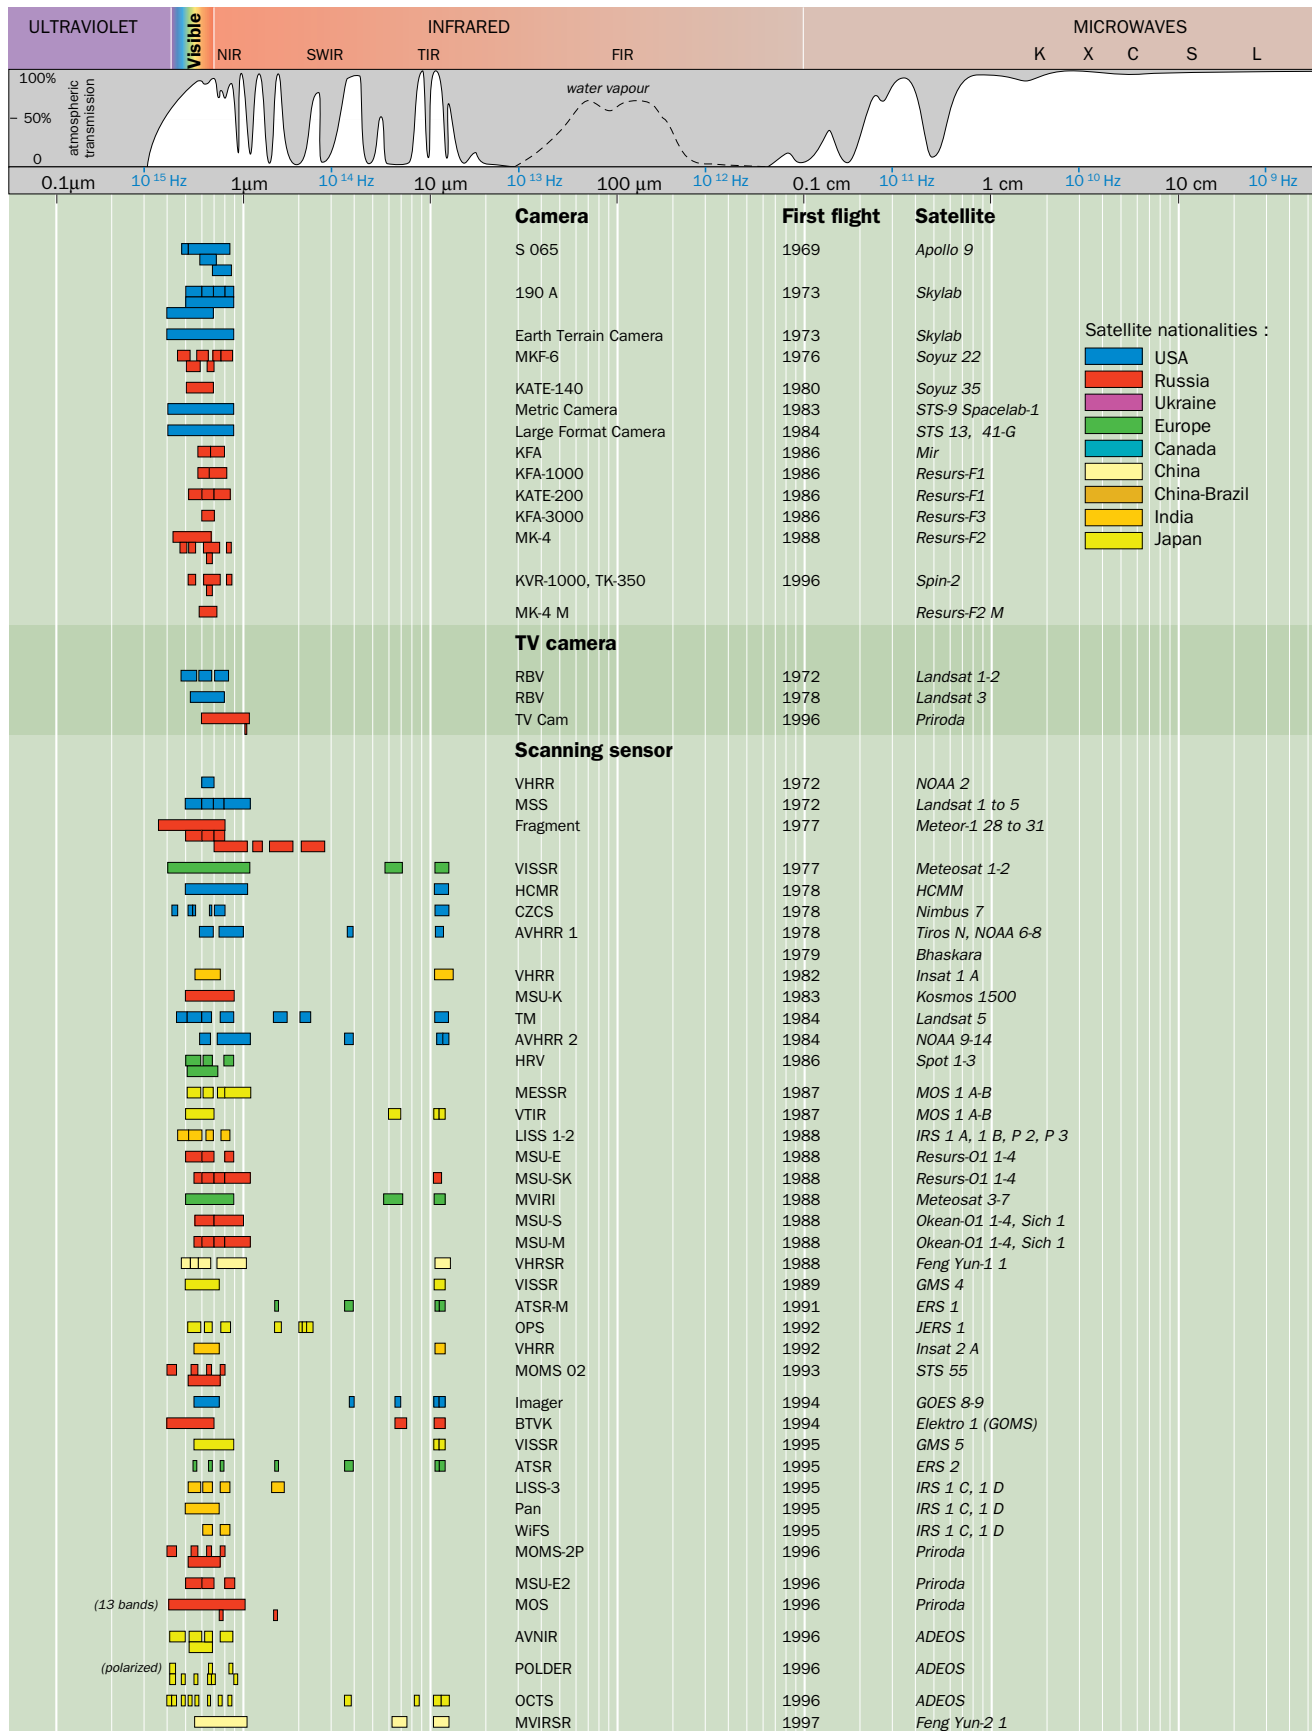 ULTRAVIOLET Visible INFRARED MICROWAVES
NIR SWIR TIR FIR K X C S L
100%
50%
0
atmospheric
transmission
water vapour
0.1µm 10 15 Hz 1µm 10 14 Hz 10 µm 10 13 Hz 100 µm 10 12 Hz 0.1 cm 10 11 Hz 1 cm 10 10 Hz 10 cm 10 9 Hz
Camera First flight Satellite
S 065 1969 Apollo 9
190 A 1973 Skylab
Earth Terrain Camera 1973 Skylab
MKF-6 1976 Soyuz 22
KATE-140 1980 Soyuz 35
Metric Camera 1983 STS-9 Spacelab-1
Large Format Camera 1984 STS 13, 41-G
KFA 1986 Mir
KFA-1000 1986 Resurs-F1
KATE-200 1986 Resurs-F1
KFA-3000 1986 Resurs-F3
MK-4 1988 Resurs-F2
KVR-1000, TK-350 1996 Spin-2
MK-4 M Resurs-F2 M
Satellite nationalities :
USA
Russia
Ukraine
Europe
Canada
China
China-Brazil
India
Japan
TV camera
RBV 1972 Landsat 1-2
RBV 1978 Landsat 3
TV Cam 1996 Priroda
Scanning sensor
VHRR 1972 NOAA 2
MSS 1972 Landsat 1 to 5
Fragment 1977 Meteor-1 28 to 31
VISSR 1977 Meteosat 1-2
HCMR 1978 HCMM
CZCS 1978 Nimbus 7
AVHRR 1 1978 Tiros N, NOAA 6-8
1979 Bhaskara
VHRR 1982 Insat 1 A
MSU-K 1983 Kosmos 1500
TM 1984 Landsat 5
AVHRR 2 1984 NOAA 9-14
HRV 1986 Spot 1-3
MESSR 1987 MOS 1 A-B
VTIR 1987 MOS 1 A-B
LISS 1-2 1988 IRS 1 A, 1 B, P 2, P 3
MSU-E 1988 Resurs-O1 1-4
MSU-SK 1988 Resurs-O1 1-4
MVIRI 1988 Meteosat 3-7
MSU-S 1988 Okean-O1 1-4, Sich 1
MSU-M 1988 Okean-O1 1-4, Sich 1
VHRSR 1988 Feng Yun-1 1
VISSR 1989 GMS 4
ATSR-M 1991 ERS 1
OPS 1992 JERS 1
VHRR 1992 Insat 2 A
MOMS 02 1993 STS 55
Imager 1994 GOES 8-9
BTVK 1994 Elektro 1 (GOMS)
VISSR 1995 GMS 5
ATSR 1995 ERS 2
LISS-3 1995 IRS 1 C, 1 D
Pan 1995 IRS 1 C, 1 D
WiFS 1995 IRS 1 C, 1 D
MOMS-2P 1996 Priroda
MSU-E2 1996 Priroda
(13 bands) MOS 1996 Priroda
AVNIR 1996 ADEOS
(polarized) POLDER 1996 ADEOS
OCTS 1996 ADEOS
MVIRSR 1997 Feng Yun-2 1